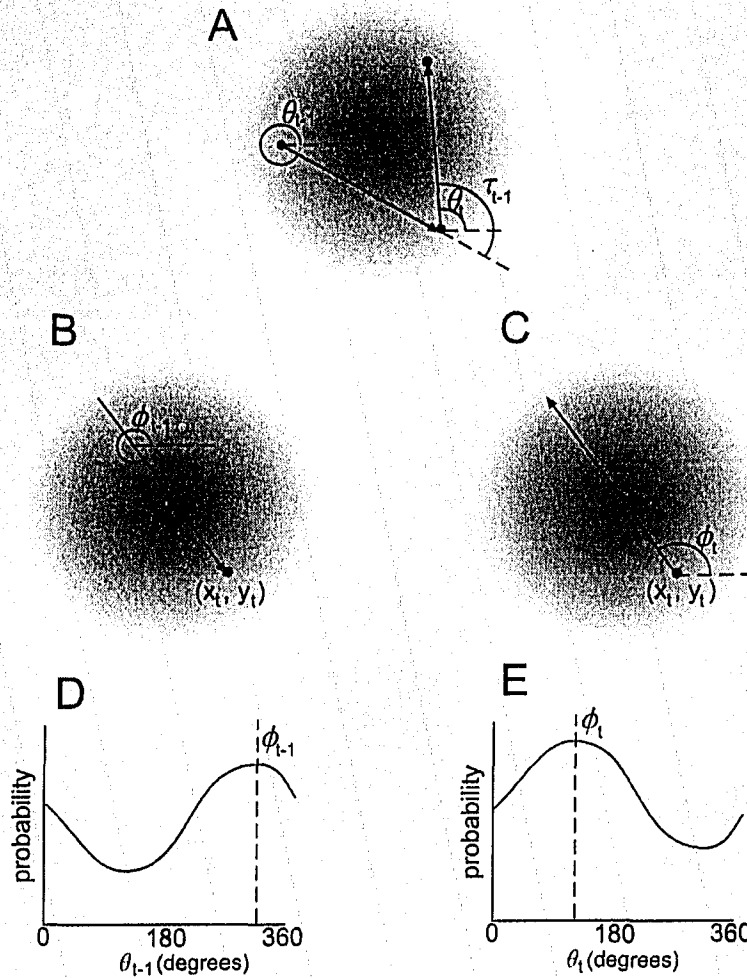 A
θt-1
τt-1
θt
B
C
ϕt-1
ϕt
(xt, yt)
(xt, yt)
D
E
ϕt-1
ϕt
probability
probability
0 180 360
0 180 360
θt-1 (degrees)
θt (degrees)